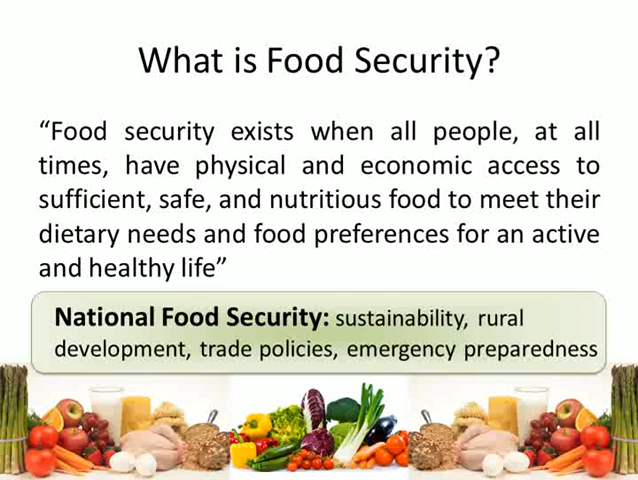 What is Food Security?
“Food security exists when all people, at all
times, have physical and economic access to
sufficient, safe, and nutritious food to meet their
dietary needs and food preferences for an active
and healthy life”
National Food Security: sustainability, rural
development, trade policies, emergency preparedness